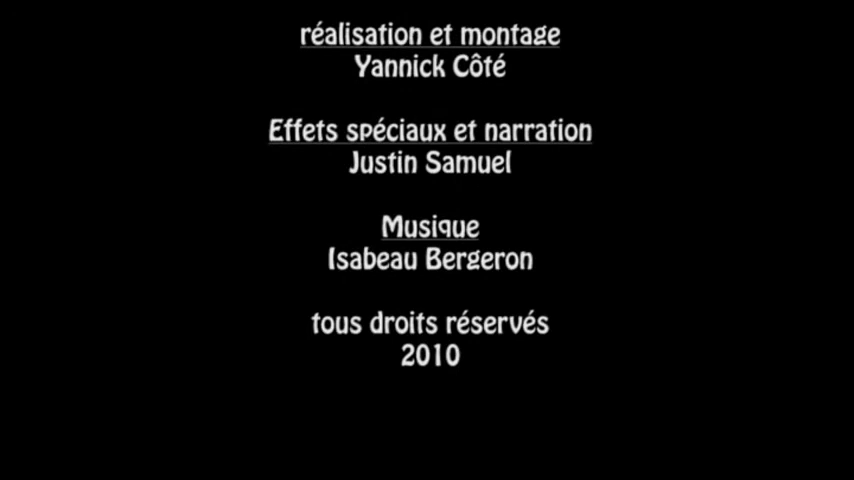 réalisation et montage
Yannick Côté
Effets spéciaux et narration
Justin Samuel
Musique
Isabeau Bergeron
tous droits réservés
2010